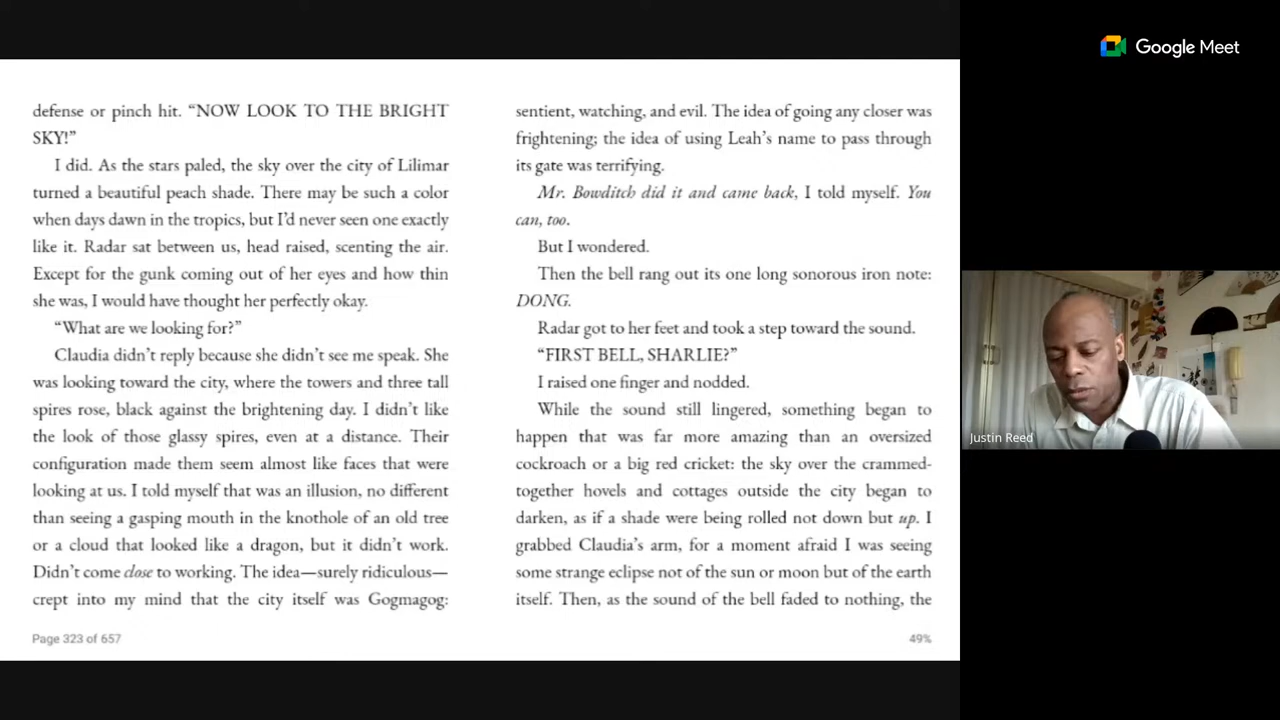 Google Meet
defense or pinch hit. “NOW LOOK TO THE BRIGHT
SKY!”
I did. As the stars paled, the sky over the city of Lilimar
turned a beautiful peach shade. There may be such a color
when days dawn in the tropics, but I’d never seen one exactly
like it. Radar sat between us, head raised, scenting the air.
Except for the gunk coming out of her eyes and how thin
she was, I would have thought her perfectly okay.
“What are we looking for?”
Claudia didn’t reply because she didn’t see me speak. She
was looking toward the city, where the towers and three tall
spires rose, black against the brightening day. I didn’t like
the look of those glassy spires, even at a distance. Their
configuration made them seem almost like faces that were
looking at us. I told myself that was an illusion, no different
than seeing a gasping mouth in the knothole of an old tree
or a cloud that looked like a dragon, but it didn’t work.
Didn’t come close to working. The idea—surely ridiculous—
crept into my mind that the city itself was Gogmagog:
sentient, watching, and evil. The idea of going any closer was
frightening; the idea of using Leah’s name to pass through
its gate was terrifying.
Mr. Bowditch did it and came back, I told myself. You
can, too.
But I wondered.
Then the bell rang out its one long sonorous iron note:
DONG.
Radar got to her feet and took a step toward the sound.
“FIRST BELL, SHARLIE?”
I raised one finger and nodded.
While the sound still lingered, something began to
happen that was far more amazing than an oversized
cockroach or a big red cricket: the sky over the crammed-
together hovels and cottages outside the city began to
darken, as if a shade were being rolled not down but up. I
grabbed Claudia’s arm, for a moment afraid I was seeing
some strange eclipse not of the sun or moon but of the earth
itself. Then, as the sound of the bell faded to nothing, the
Page 323 of 657
49%
Justin Reed